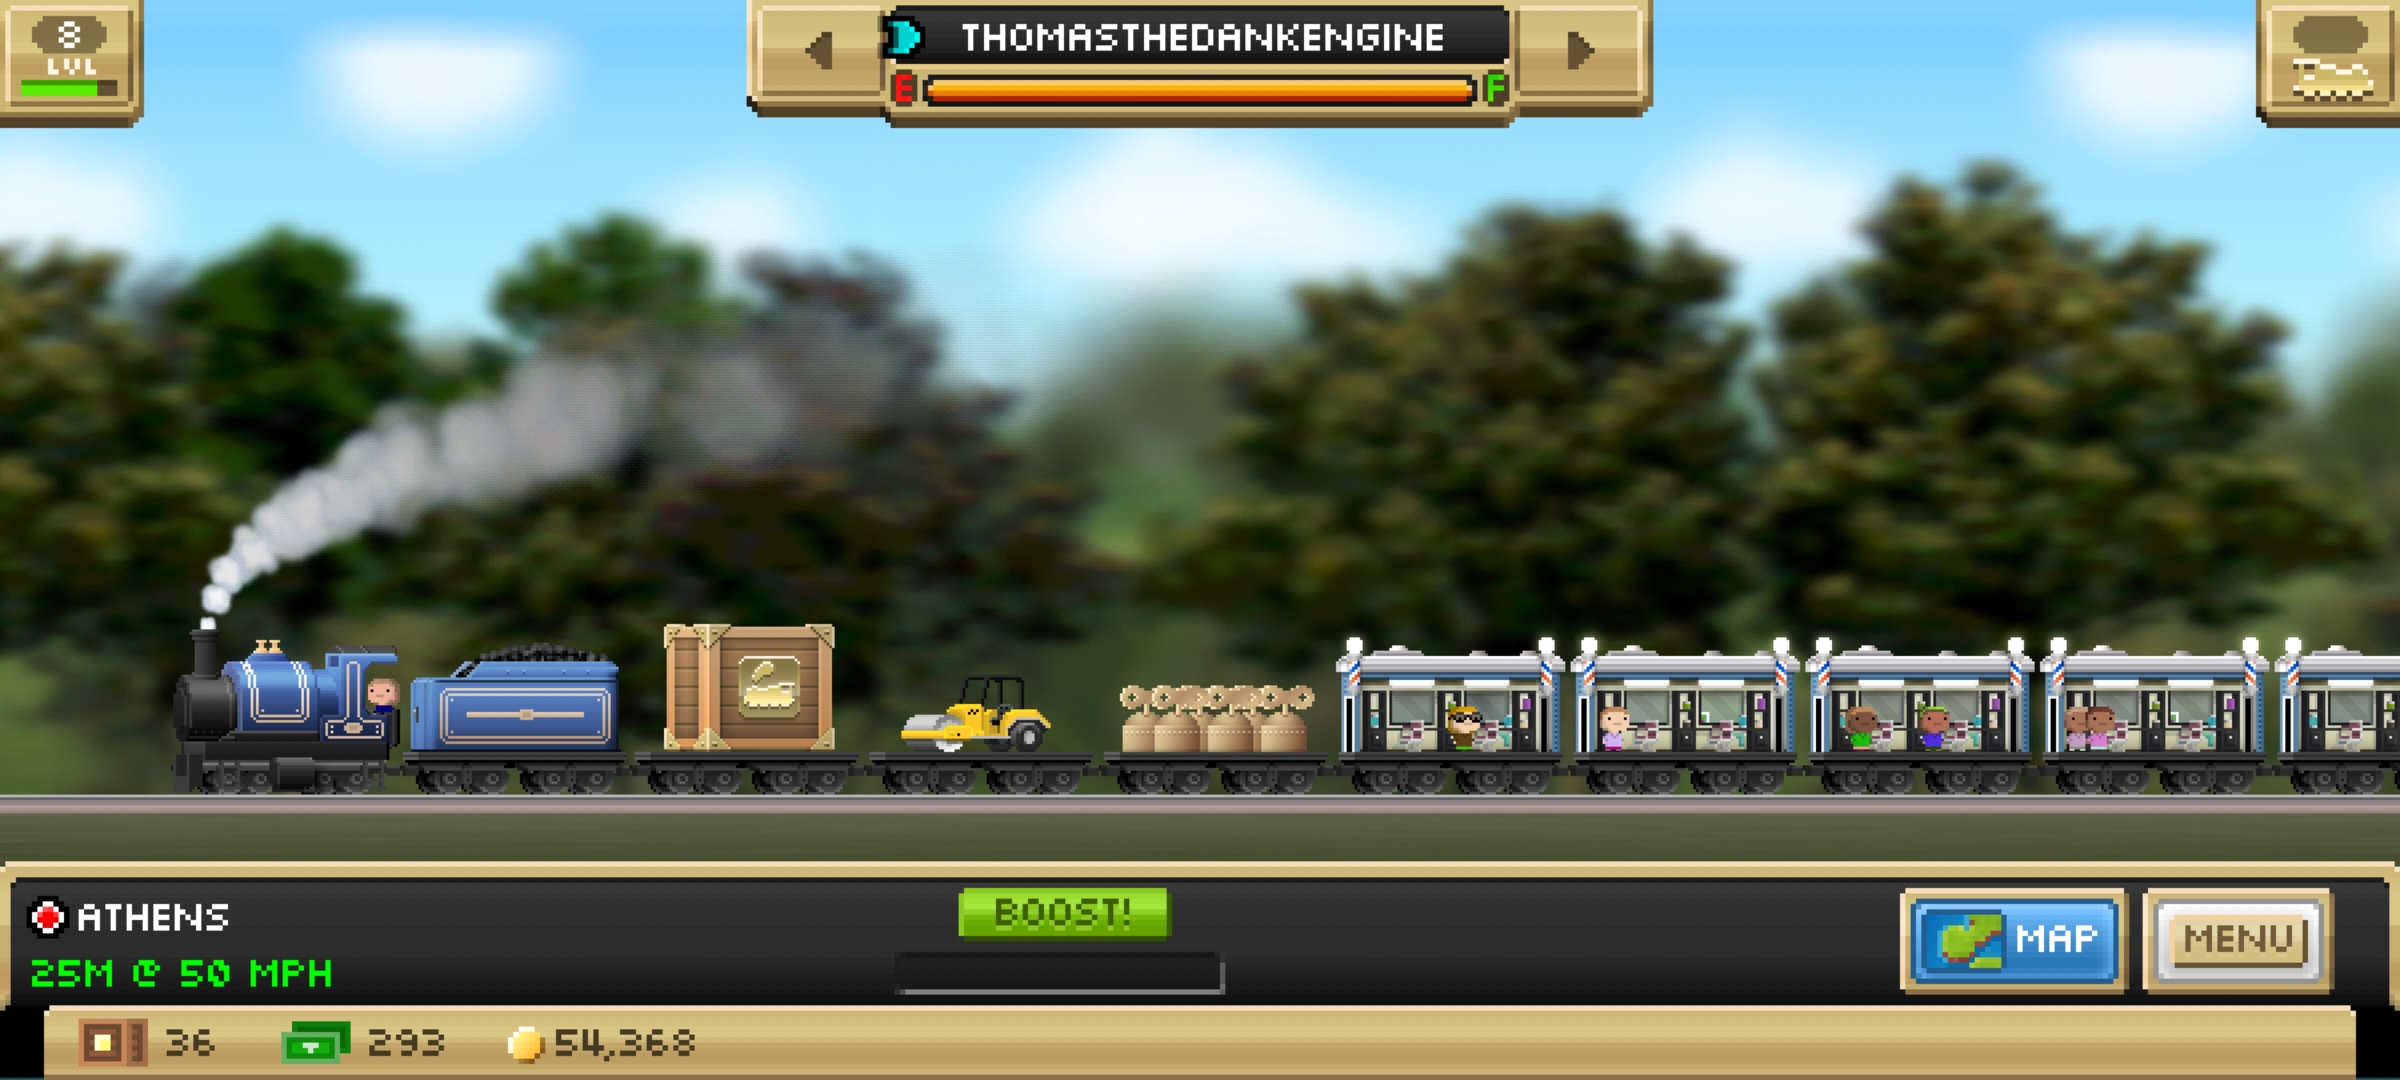 8
LVL
THOMASTHEDANKENGINE
E F
ATHENS
25M @ 50 MPH
BOOST!
MAP
MENU
36
293
54,368